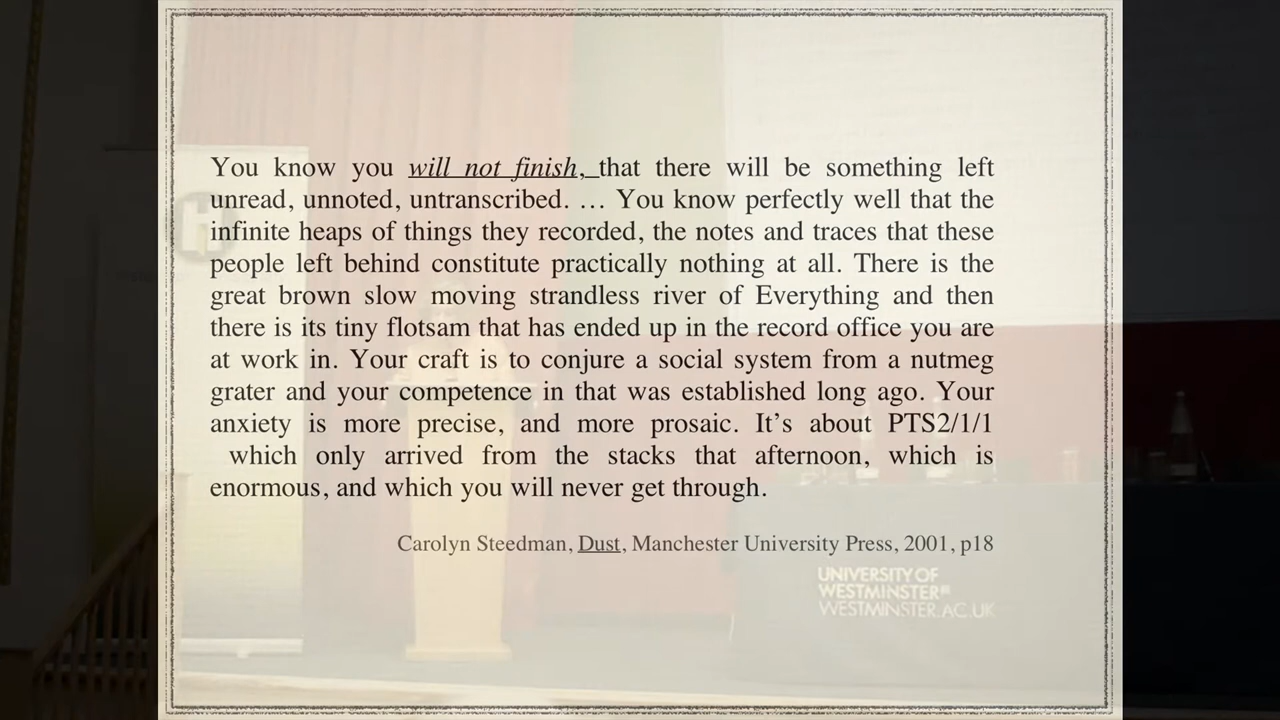 You know you will not finish, that there will be something left
unread, unnoted, untranscribed. … You know perfectly well that the
infinite heaps of things they recorded, the notes and traces that these
people left behind constitute practically nothing at all. There is the
great brown slow moving strandless river of Everything and then
there is its tiny flotsam that has ended up in the record office you are
at work in. Your craft is to conjure a social system from a nutmeg
grater and your competence in that was established long ago. Your
anxiety is more precise, and more prosaic. It’s about PTS2/1/1
which only arrived from the stacks that afternoon, which is
enormous, and which you will never get through.
Carolyn Steedman, Dust, Manchester University Press, 2001, p18
UNIVERSITY OF
WESTMINSTER
WESTMINSTER.AC.UK